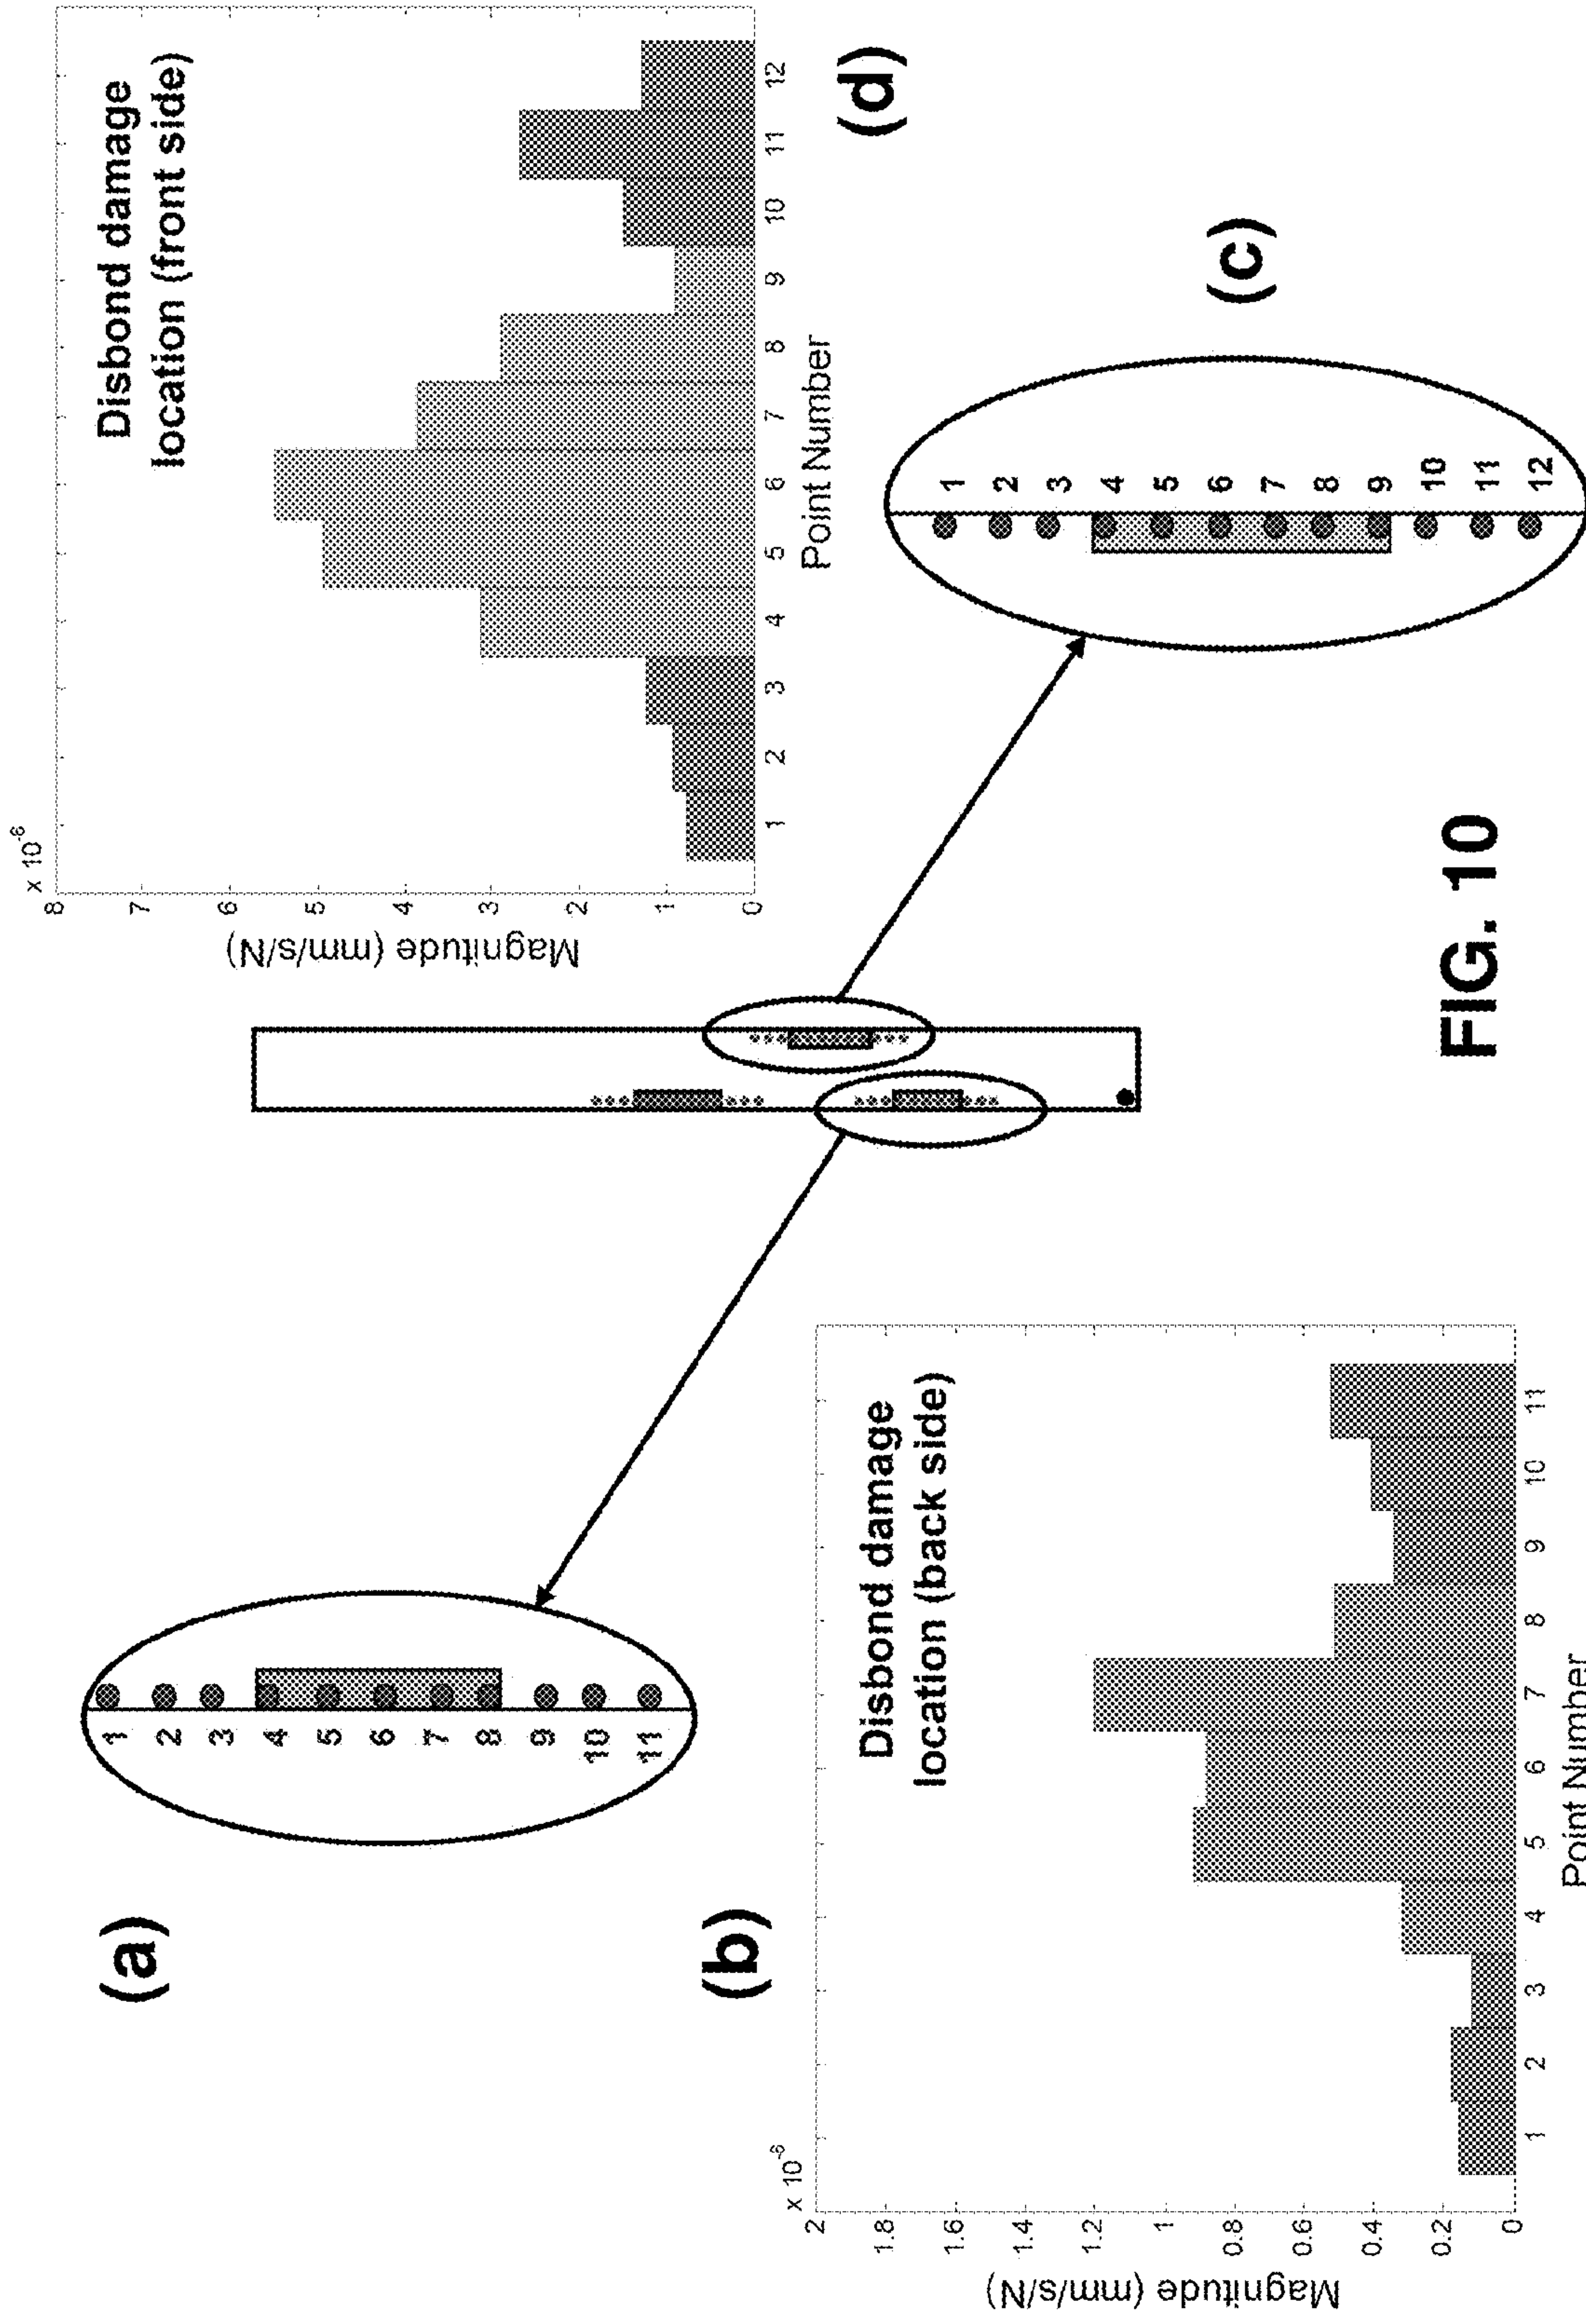 (a)
1
2
3
4
5
6
7
8
9
10
11
(b)
x 10⁻⁶
Disbond damage
location (back side)
Magnitude (mm/s/N)
2
1.8
1.6
1.4
1.2
1
0.8
0.6
0.4
0.2
0
1 2 3 4 5 6 7 8 9 10 11
Point Number
(c)
1
2
3
4
5
6
7
8
9
10
11
12
(d)
x 10⁻⁶
Disbond damage
location (front side)
Magnitude (mm/s/N)
8
7
6
5
4
3
2
1
0
1 2 3 4 5 6 7 8 9 10 11 12
Point Number
FIG. 10